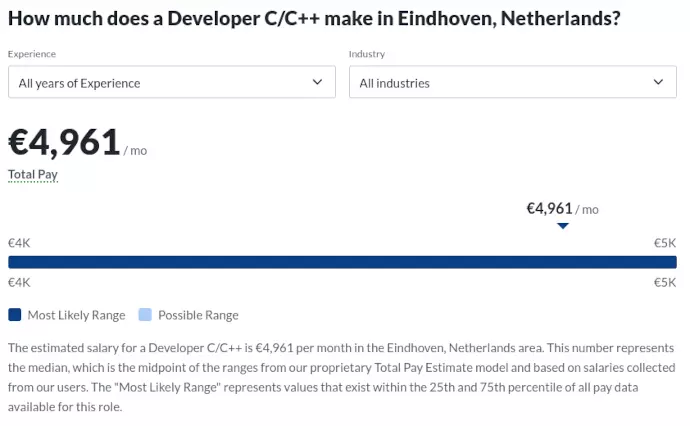 How much does a Developer C/C++ make in Eindhoven, Netherlands?
Experience Industry
All years of Experience All industries
€4,961 / mo
Total Pay
€4,961 / mo
€4K €5K
€4K €5K
Most Likely Range Possible Range
The estimated salary for a Developer C/C++ is €4,961 per month in the Eindhoven, Netherlands area. This number represents
the median, which is the midpoint of the ranges from our proprietary Total Pay Estimate model and based on salaries collected
from our users. The "Most Likely Range" represents values that exist within the 25th and 75th percentile of all pay data
available for this role.